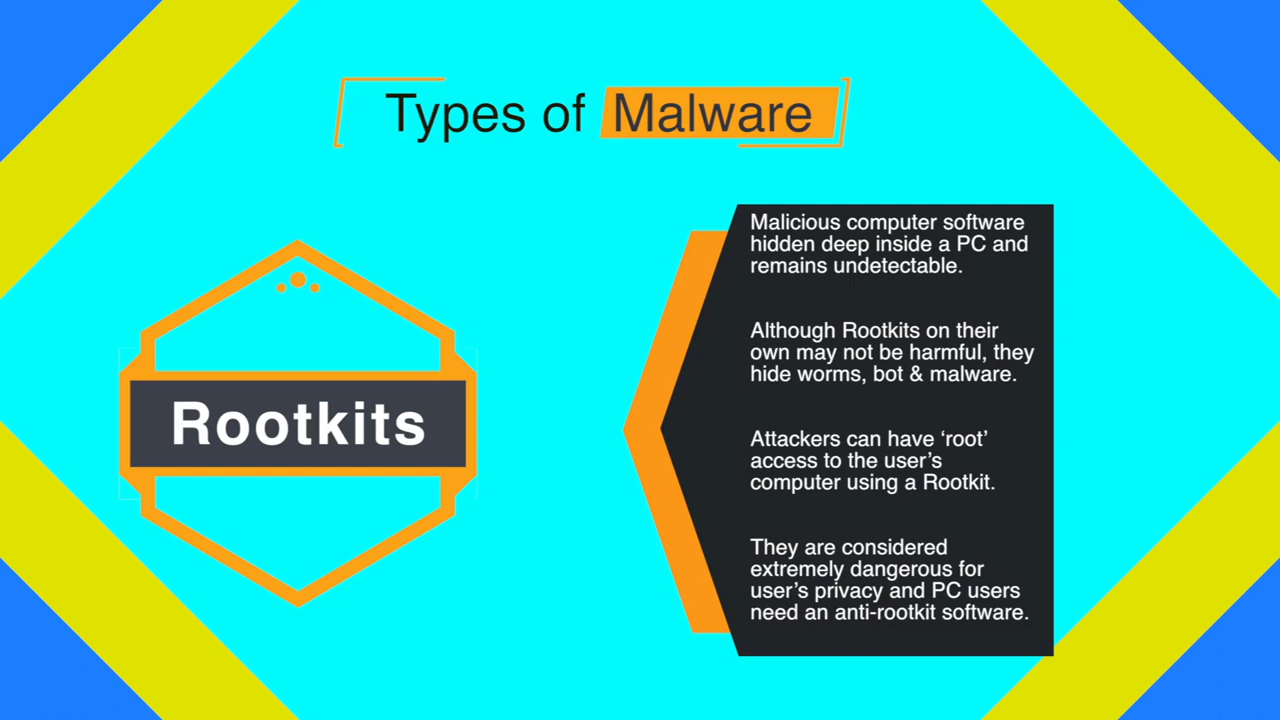 Types of Malware
Rootkits
Malicious computer software
hidden deep inside a PC and
remains undetectable.
Although Rootkits on their
own may not be harmful, they
hide worms, bot & malware.
Attackers can have ‘root’
access to the user’s
computer using a Rootkit.
They are considered
extremely dangerous for
user’s privacy and PC users
need an anti-rootkit software.